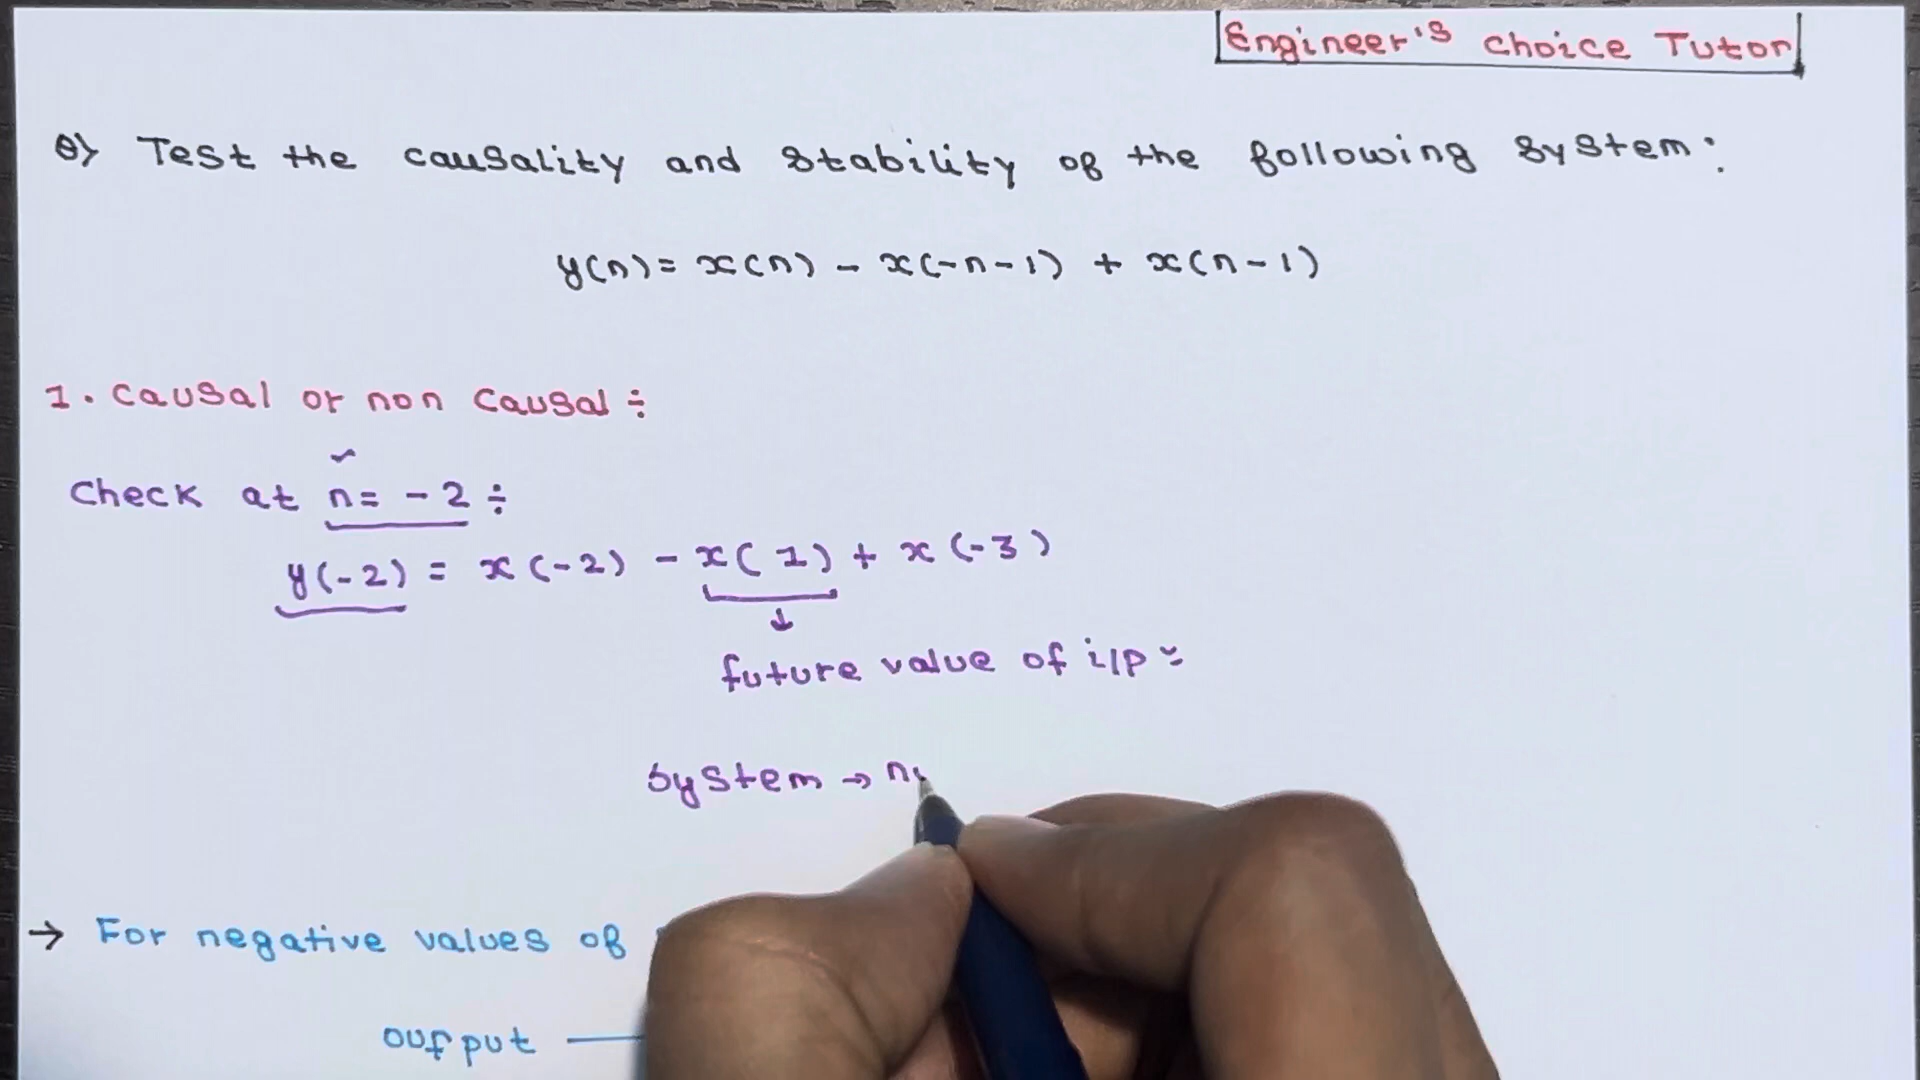 Engineer's choice Tutor
Q) Test the causality and stability of the following system:
y(n) = x(n) - x(-n-1) + x(n-1)
1. Causal or non causal ÷
Check at n = -2 ÷
y(-2) = x(-2) - x(1) + x(-3)
↓
future value of i/p
System →
→ For negative values of
output